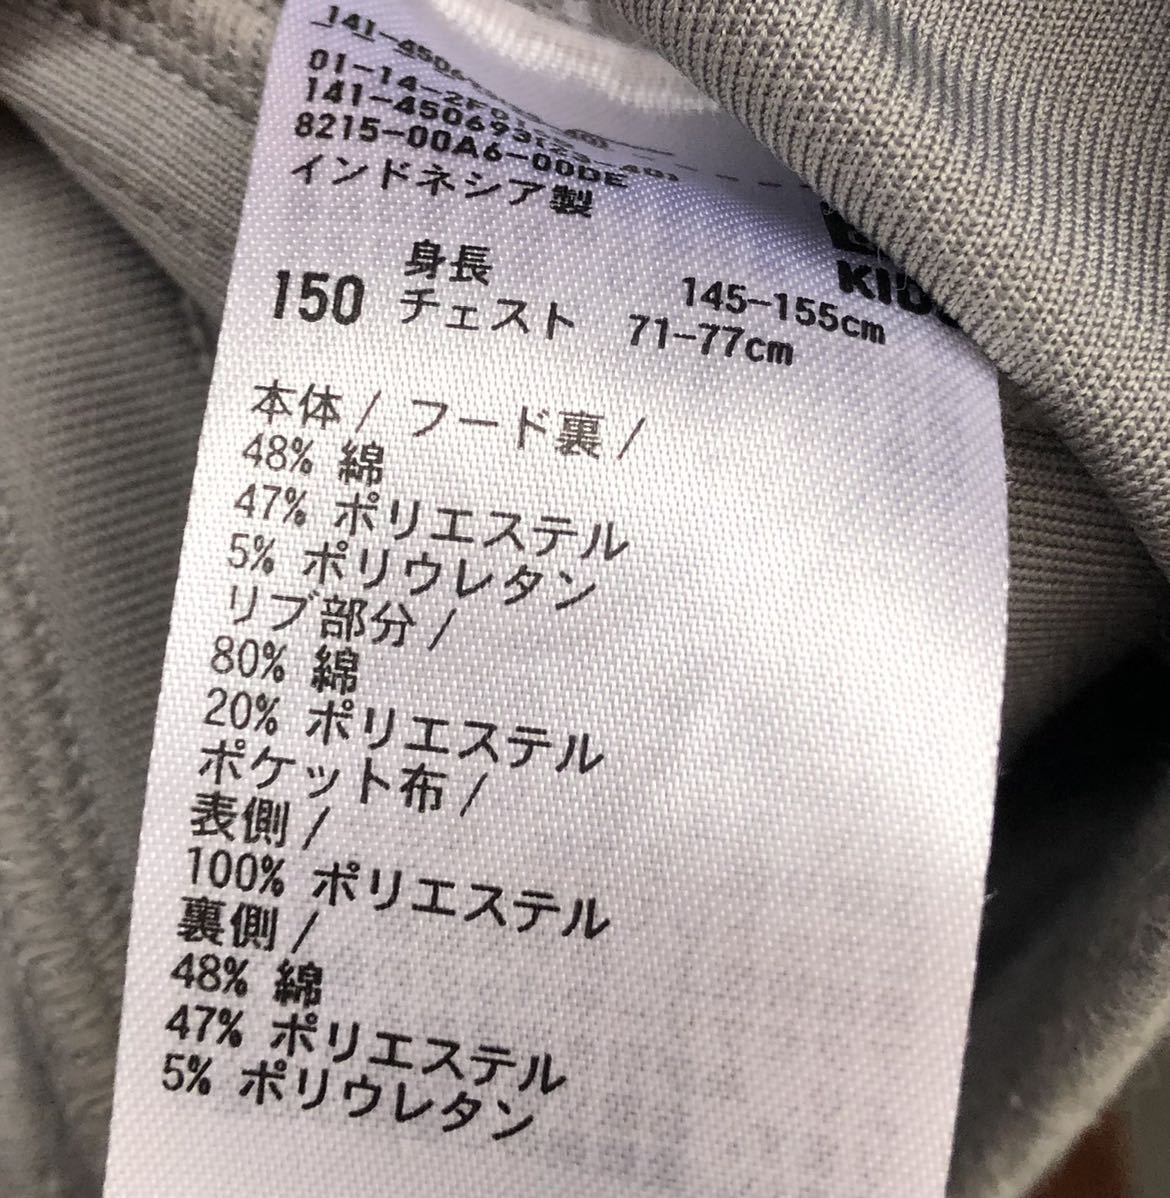 01-14-2F01
141-450693
8215-00A6-00DE
インドネシア製
KID
150 身長 145-155cm
チェスト 71-77cm
本体/ フード裏/
48% 綿
47% ポリエステル
5% ポリウレタン
リブ部分/
80% 綿
20% ポリエステル
ポケット布/
表側/
100% ポリエステル
裏側/
48% 綿
47% ポリエステル
5% ポリウレタン